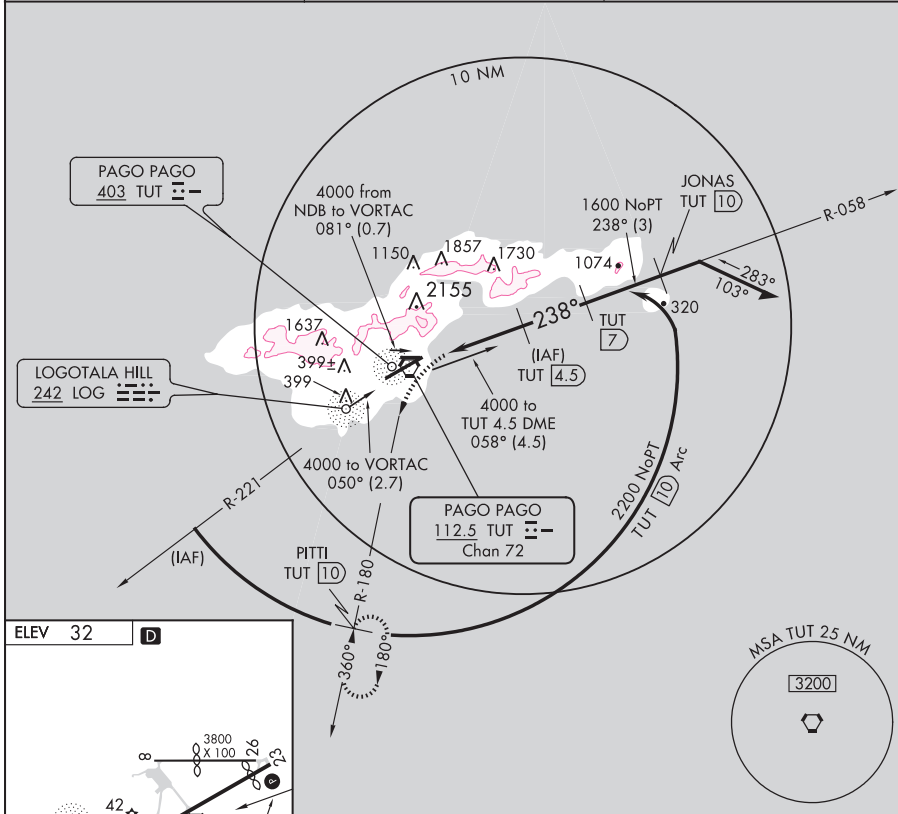 10 NM
PAGO PAGO
403 TUT
4000 from
NDB to VORTAC
081° (0.7)
1600 NoPT
238° (3)
JONAS
TUT 10
R-058
1150
1857
1730
1074
283°
103°
2155
320
238°
TUT
7
1637
(IAF)
TUT 4.5
399±
LOGOTALA HILL
242 LOG
399
4000 to
TUT 4.5 DME
058° (4.5)
4000 to VORTAC
050° (2.7)
R-221
2200 NoPT
TUT 10 Arc
PAGO PAGO
112.5 TUT
Chan 72
(IAF)
PITTI
TUT 10
R-180
360°
180°
ELEV 32 D
MSA TUT 25 NM
3200
3800
X 100
8
26
23
P
42